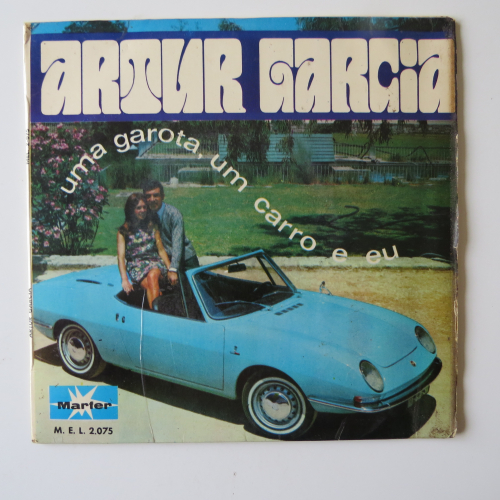 ARTUR GARCIA
uma garota, um carro e eu
Marfer
M. E. L. 2.075